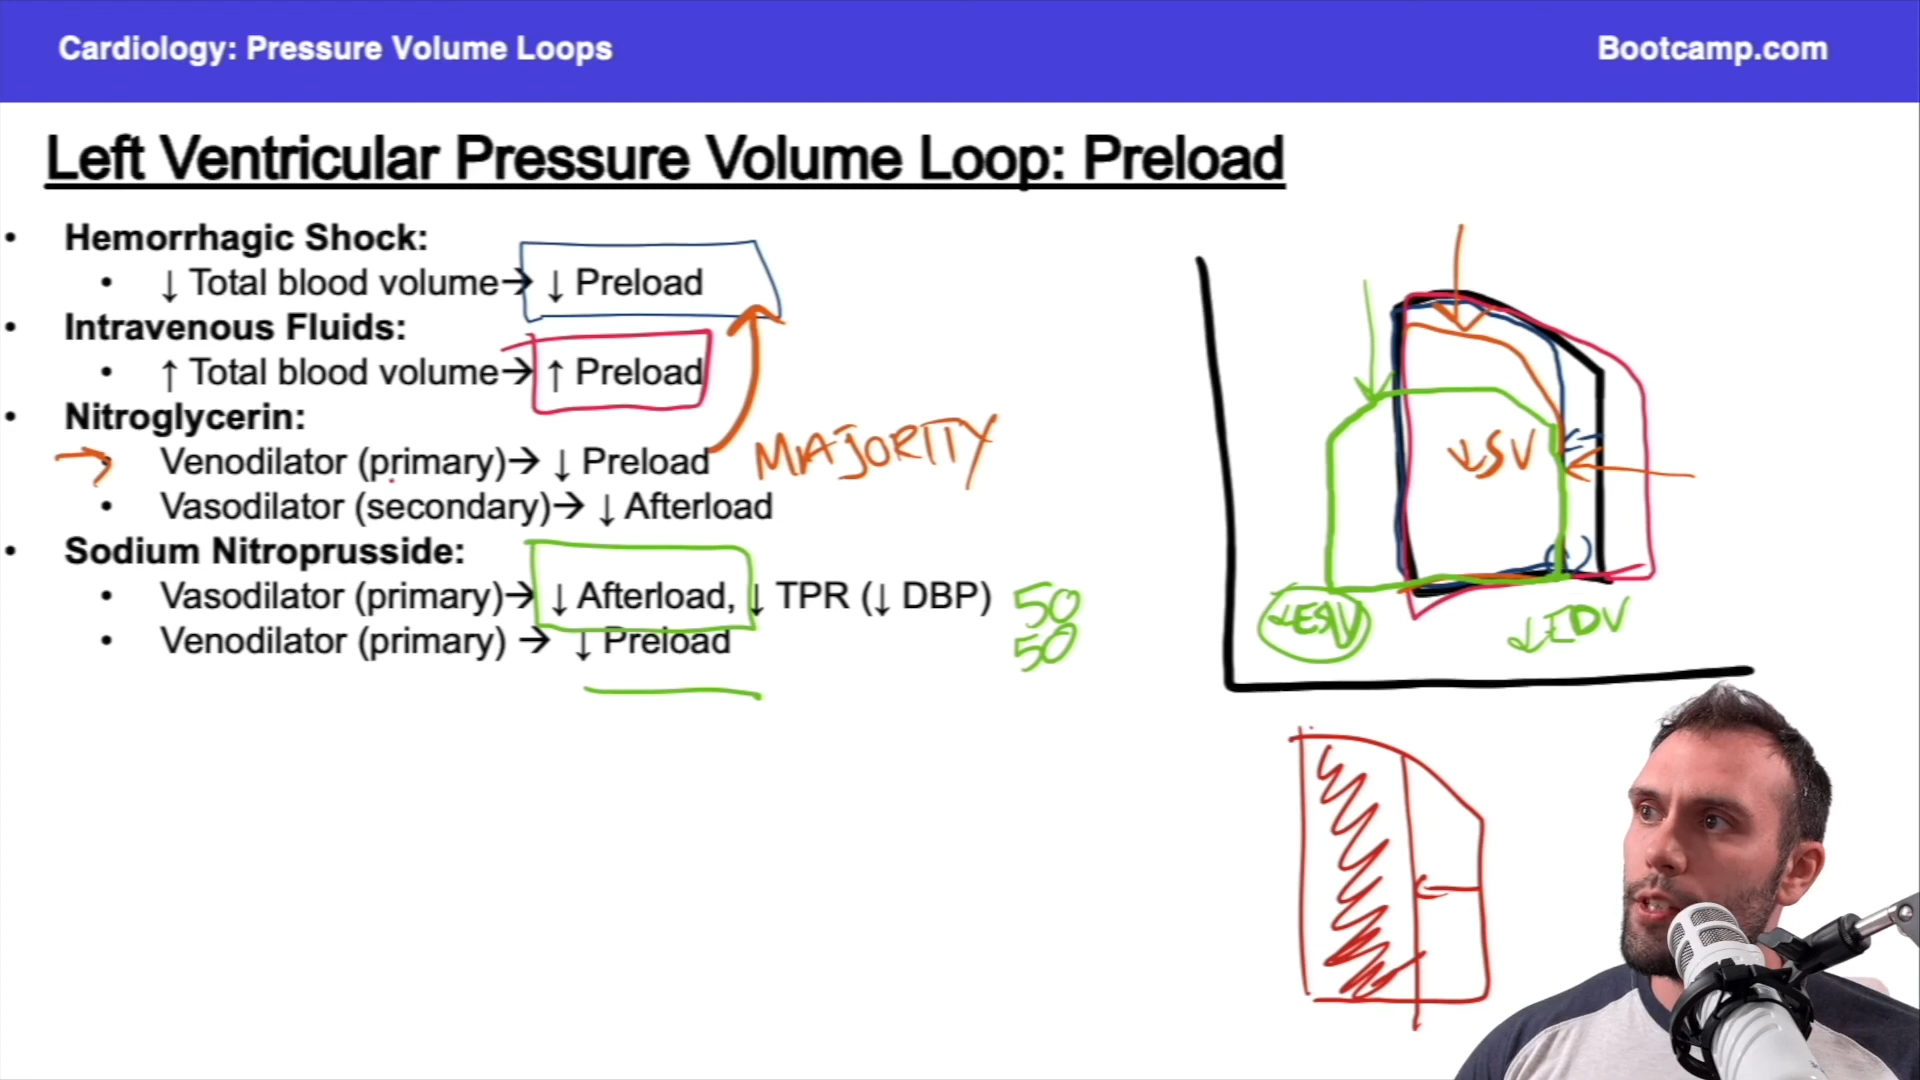 Cardiology: Pressure Volume Loops
Bootcamp.com
Left Ventricular Pressure Volume Loop: Preload
• Hemorrhagic Shock:
• ↓ Total blood volume→ ↓ Preload
• Intravenous Fluids:
• ↑ Total blood volume→ ↑ Preload
• Nitroglycerin:
• Venodilator (primary)→ ↓ Preload
MAJORITY
• Vasodilator (secondary)→ ↓ Afterload
• Sodium Nitroprusside:
• Vasodilator (primary)→ ↓ Afterload, ↓ TPR (↓ DBP)
50
• Venodilator (primary) → ↓ Preload
50
↓SV
↓ESV
↓EDV